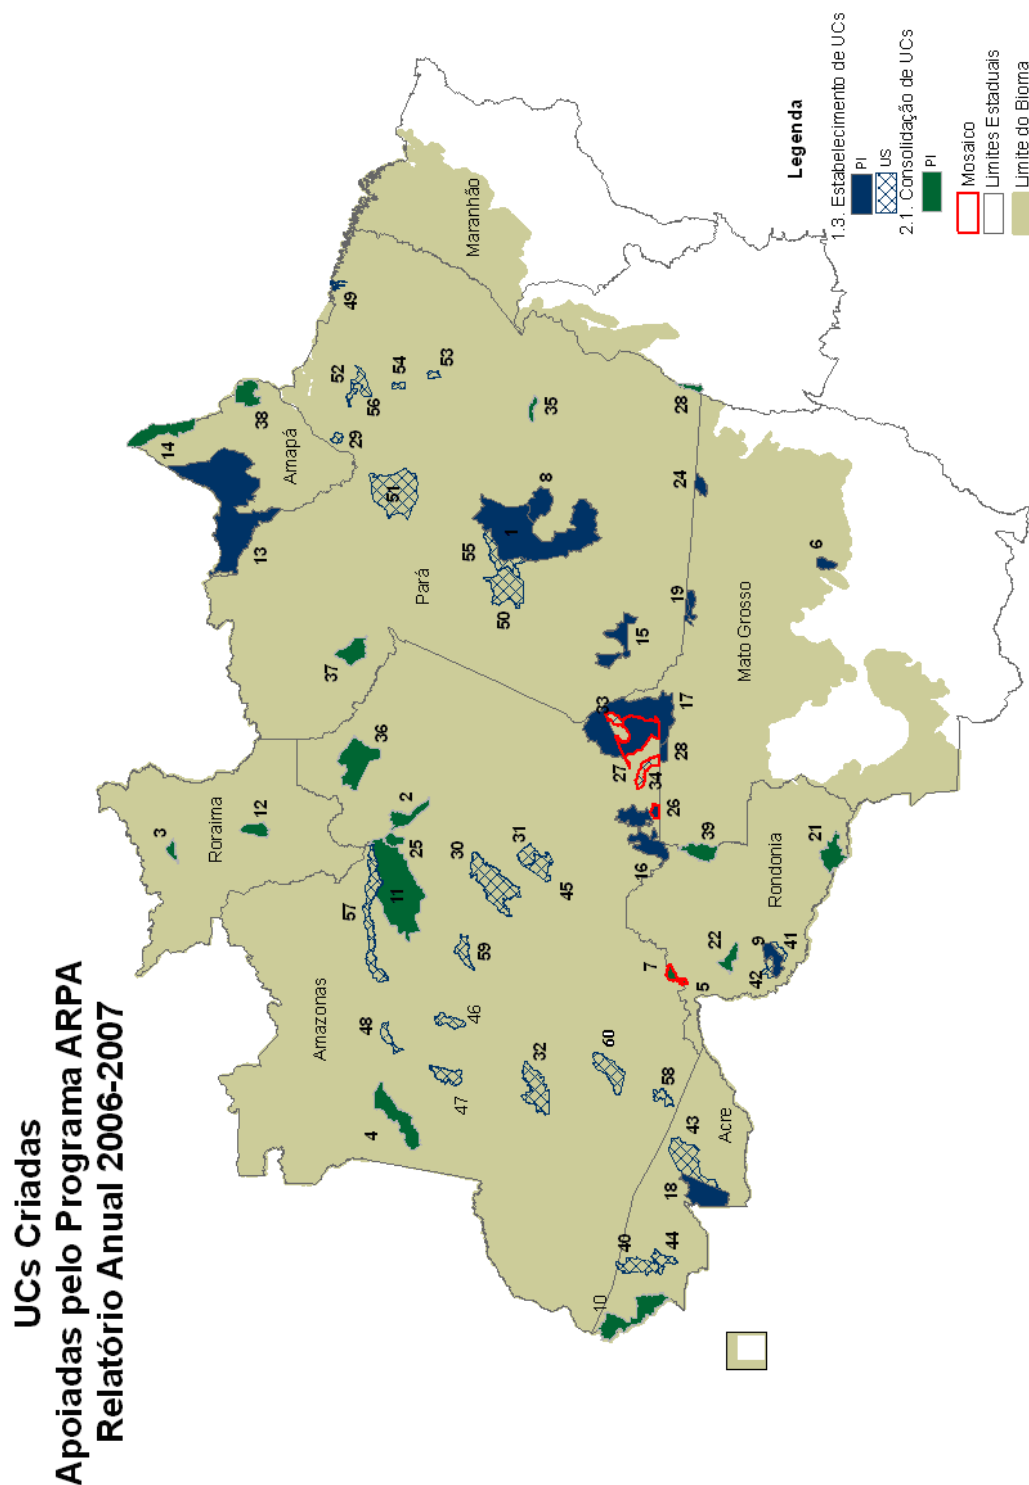 UCs Criadas
Apoiadas pelo Programa ARPA
Relatório Anual 2006-2007
Legenda
1.3. Estabelecimento de UCs
PI
US
2.1. Consolidação de UCs
PI
Mosaico
Limites Estaduais
Limite do Bioma
Roraima
Amapá
Amazonas
Pará
Maranhão
Acre
Rondonia
Mato Grosso
3
12
14
38
13
49
52
56
54
53
29
51
35
28
37
36
2
25
11
57
30
31
45
59
48
46
47
4
32
60
58
55
50
1
8
24
19
15
6
33
17
27
34
28
26
16
39
21
22
9
41
42
7
5
43
18
40
44
10